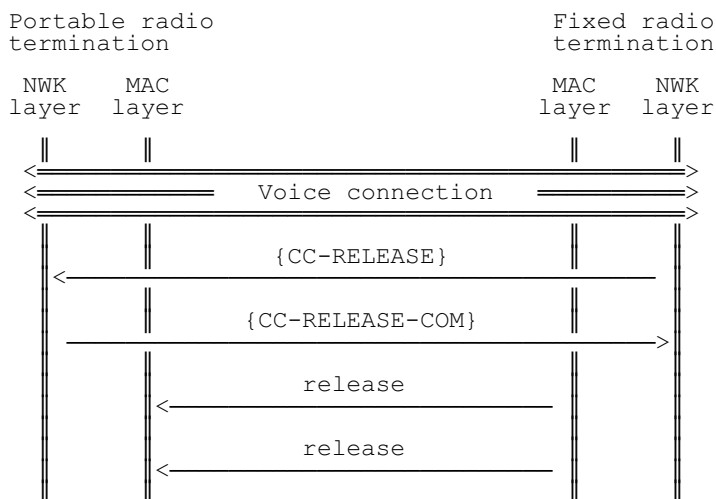 Portable radio Fixed radio
termination termination
NWK MAC MAC NWK
layer layer layer layer
Voice connection
{CC-RELEASE}
{CC-RELEASE-COM}
release
release